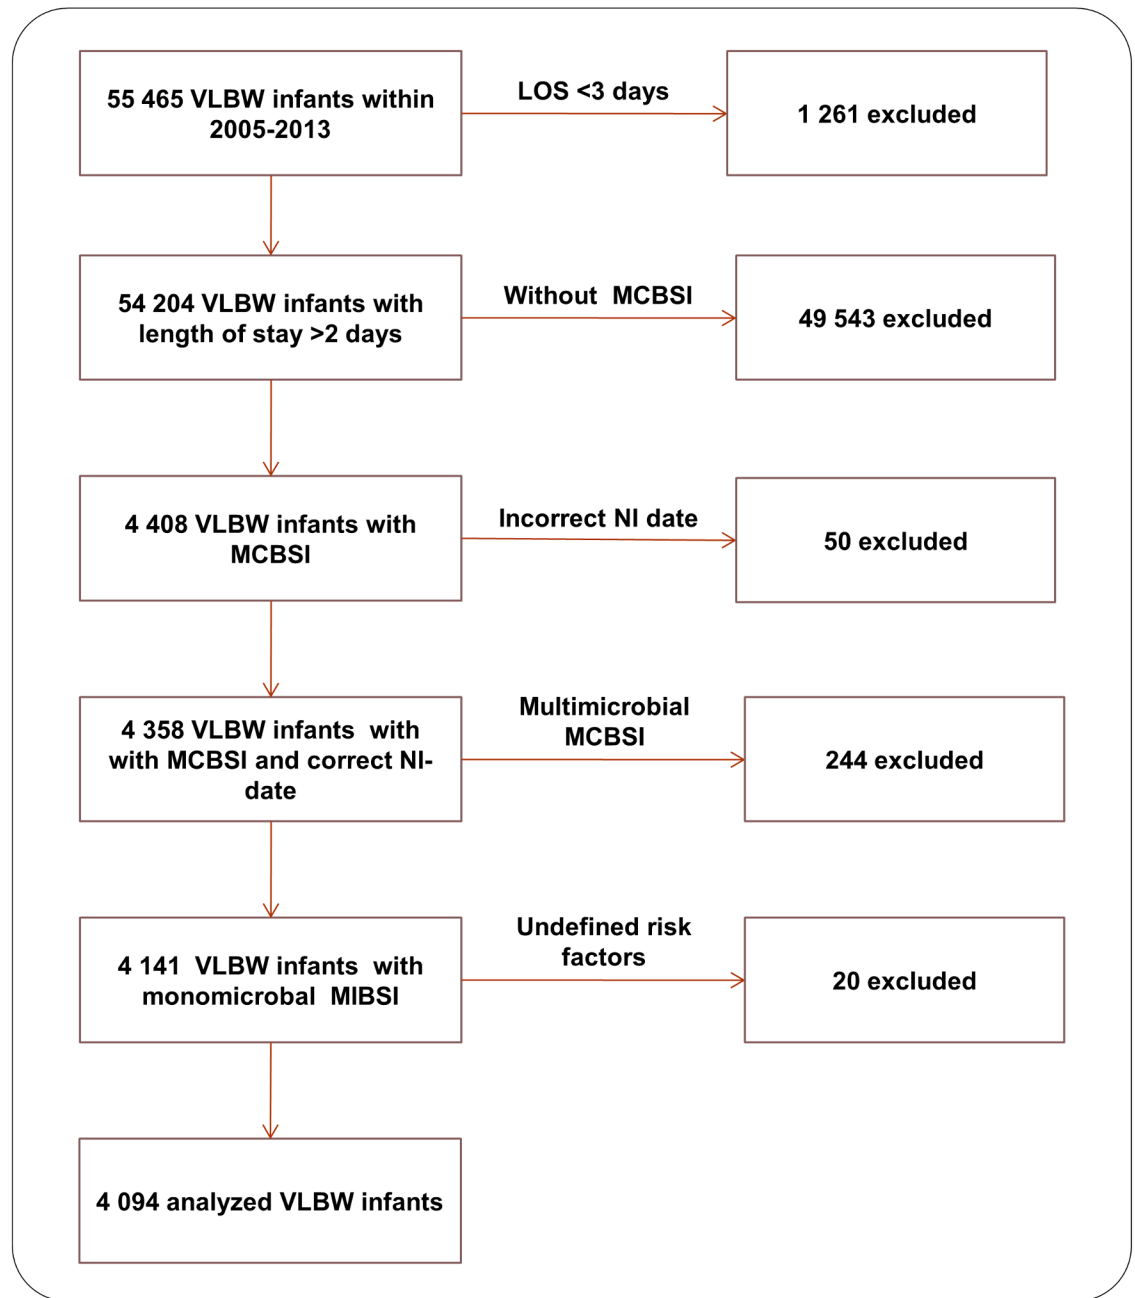 55 465 VLBW infants within
2005-2013
LOS <3 days
1 261 excluded
54 204 VLBW infants with
length of stay >2 days
Without  MCBSI
49 543 excluded
4 408 VLBW infants with
MCBSI
Incorrect NI date
50 excluded
4 358 VLBW infants  with
with MCBSI and correct NI-
date
Multimicrobial
MCBSI
244 excluded
4 141  VLBW infants  with
monomicrobal  MIBSI
Undefined risk
factors
20 excluded
4 094 analyzed VLBW infants